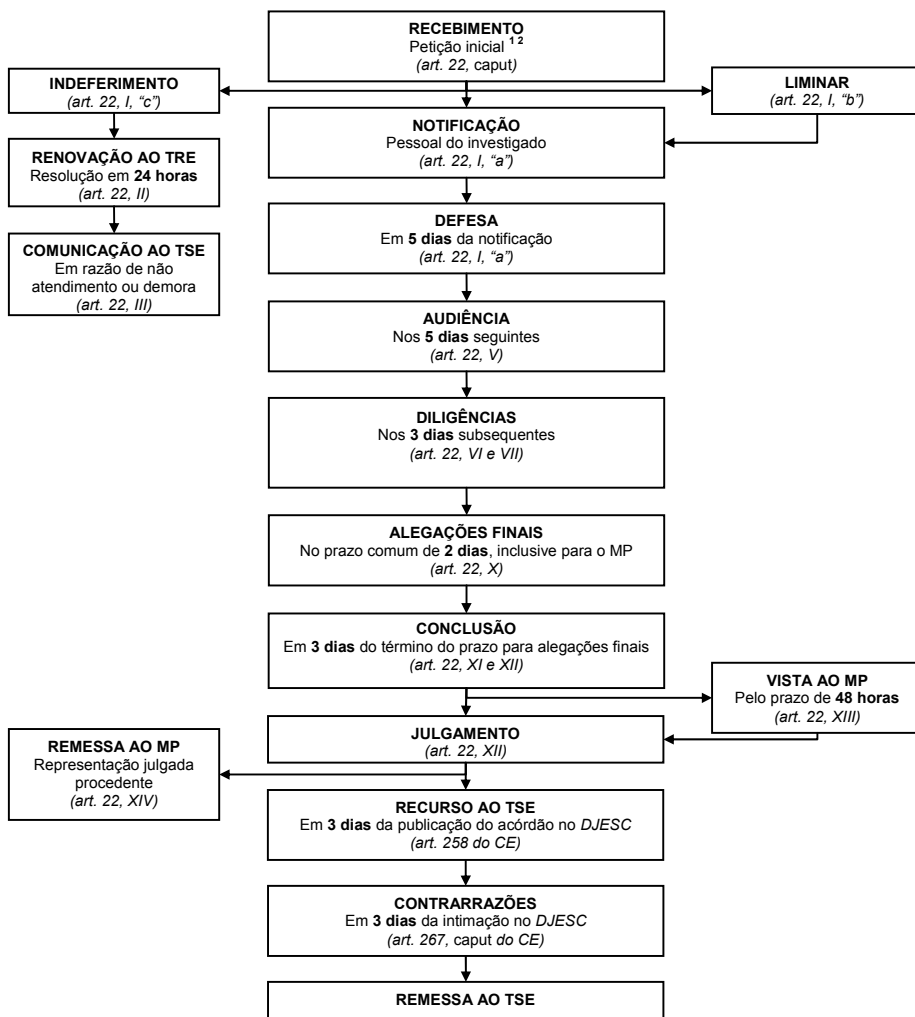 RECEBIMENTO
Petição inicial 1 2
(art. 22, caput)
INDEFERIMENTO
(art. 22, I, “c”)
LIMINAR
(art. 22, I, “b”)
NOTIFICAÇÃO
Pessoal do investigado
(art. 22, I, “a”)
RENOVAÇÃO AO TRE
Resolução em 24 horas
(art. 22, II)
DEFESA
Em 5 dias da notificação
(art. 22, I, “a”)
COMUNICAÇÃO AO TSE
Em razão de não
atendimento ou demora
(art. 22, III)
AUDIÊNCIA
Nos 5 dias seguintes
(art. 22, V)
DILIGÊNCIAS
Nos 3 dias subsequentes
(art. 22, VI e VII)
ALEGAÇÕES FINAIS
No prazo comum de 2 dias, inclusive para o MP
(art. 22, X)
CONCLUSÃO
Em 3 dias do término do prazo para alegações finais
(art. 22, XI e XII)
VISTA AO MP
Pelo prazo de 48 horas
(art. 22, XIII)
JULGAMENTO
(art. 22, XII)
REMESSA AO MP
Representação julgada
procedente
(art. 22, XIV)
RECURSO AO TSE
Em 3 dias da publicação do acórdão no DJESC
(art. 258 do CE)
CONTRARRAZÕES
Em 3 dias da intimação no DJESC
(art. 267, caput do CE)
REMESSA AO TSE